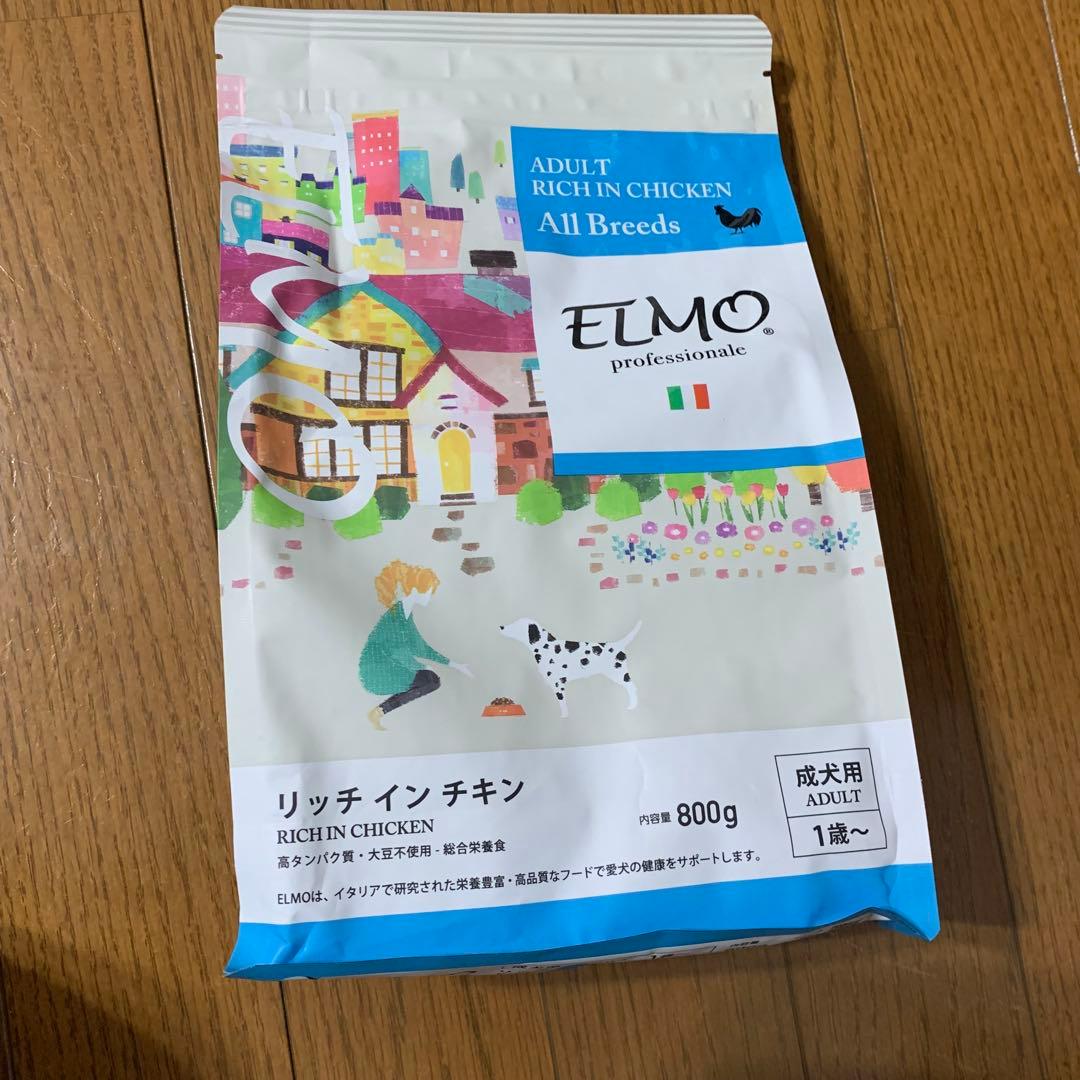 ELMO
ADULT
RICH IN CHICKEN
All Breeds
ELMO®
professionale
リッチ イン チキン
RICH IN CHICKEN
高タンパク質・大豆不使用 - 総合栄養食
ELMOは、イタリアで研究された栄養豊富・高品質なフードで愛犬の健康をサポートします。
内容量 800g
成犬用
ADULT
1歳～